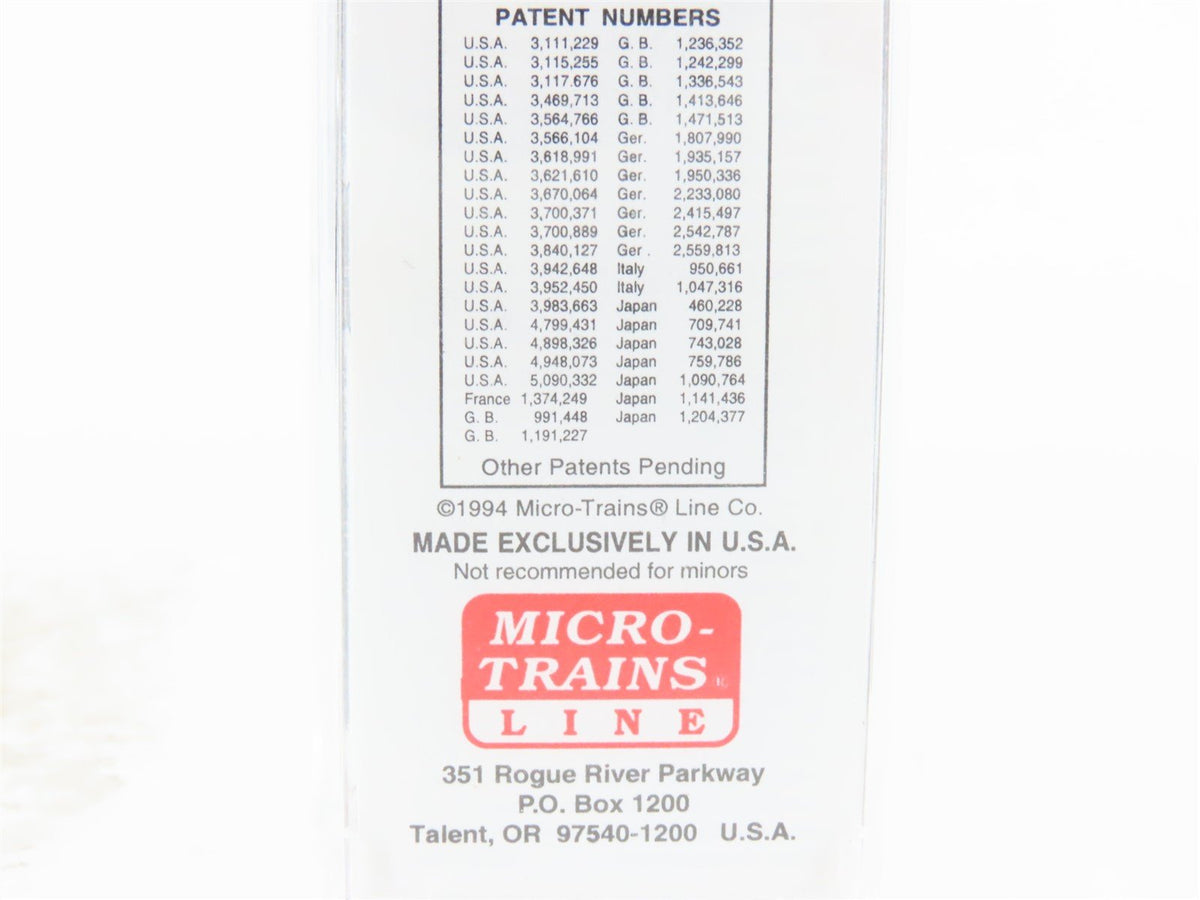 PATENT NUMBERS
U.S.A. 3,111,229 G. B. 1,236,352
U.S.A. 3,115,255 G. B. 1,242,299
U.S.A. 3,117.676 G. B. 1,336,543
U.S.A. 3,469,713 G. B. 1,413,646
U.S.A. 3,564,766 G. B. 1,471,513
U.S.A. 3,566,104 Ger. 1,807,990
U.S.A. 3,618,991 Ger. 1,935,157
U.S.A. 3,621,610 Ger. 1,950,336
U.S.A. 3,670,064 Ger. 2,233,080
U.S.A. 3,700,371 Ger. 2,415,497
U.S.A. 3,700,889 Ger. 2,542,787
U.S.A. 3,840,127 Ger . 2,559,813
U.S.A. 3,942,648 Italy 950,661
U.S.A. 3,952,450 Italy 1,047,316
U.S.A. 3,983,663 Japan 460,228
U.S.A. 4,799,431 Japan 709,741
U.S.A. 4,898,326 Japan 743,028
U.S.A. 4,948,073 Japan 759,786
U.S.A. 5,090,332 Japan 1,090,764
France 1,374,249 Japan 1,141,436
G. B. 991,448 Japan 1,204,377
G. B. 1,191,227
Other Patents Pending
©1994 Micro-Trains® Line Co.
MADE EXCLUSIVELY IN U.S.A.
Not recommended for minors
MICRO-
TRAINS®
LINE
351 Rogue River Parkway
P.O. Box 1200
Talent, OR 97540-1200 U.S.A.